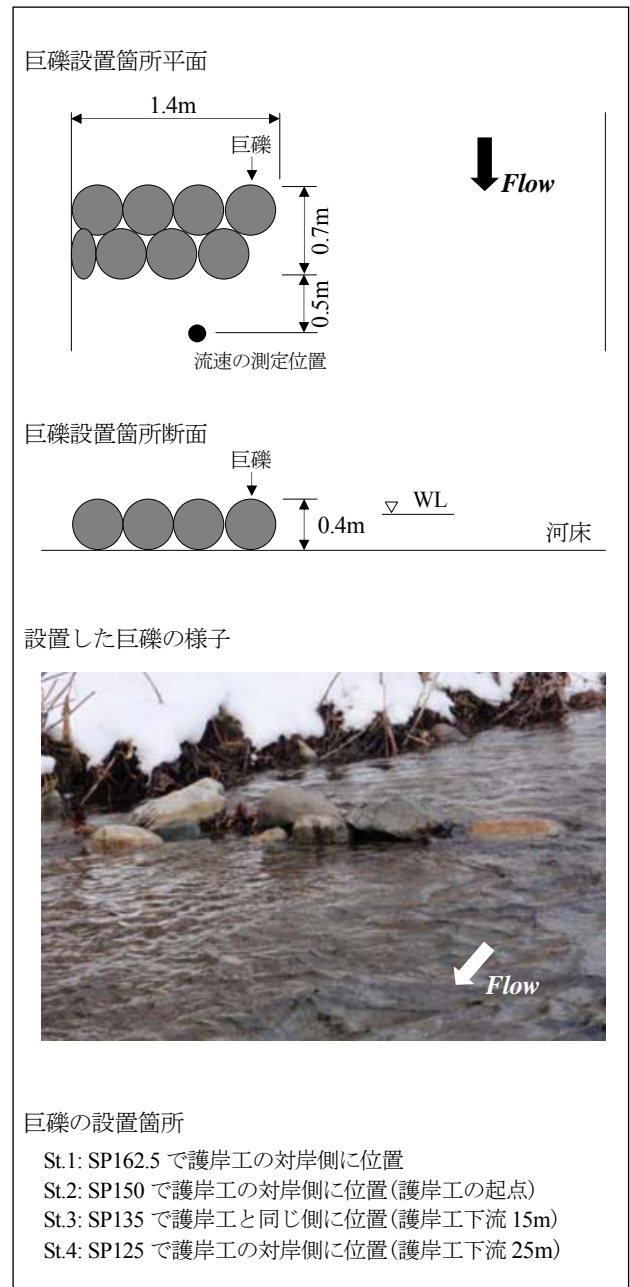 巨礫設置箇所平面
1.4m
巨礫
Flow
0.7m
0.5m
流速の測定位置
巨礫設置箇所断面
巨礫
WL
0.4m
河床
設置した巨礫の様子
Flow
巨礫の設置箇所
St.1: SP162.5 で護岸工の対岸側に位置
St.2: SP150 で護岸工の対岸側に位置(護岸工の起点)
St.3: SP135 で護岸工と同じ側に位置(護岸工下流 15m)
St.4: SP125 で護岸工の対岸側に位置(護岸工下流 25m)